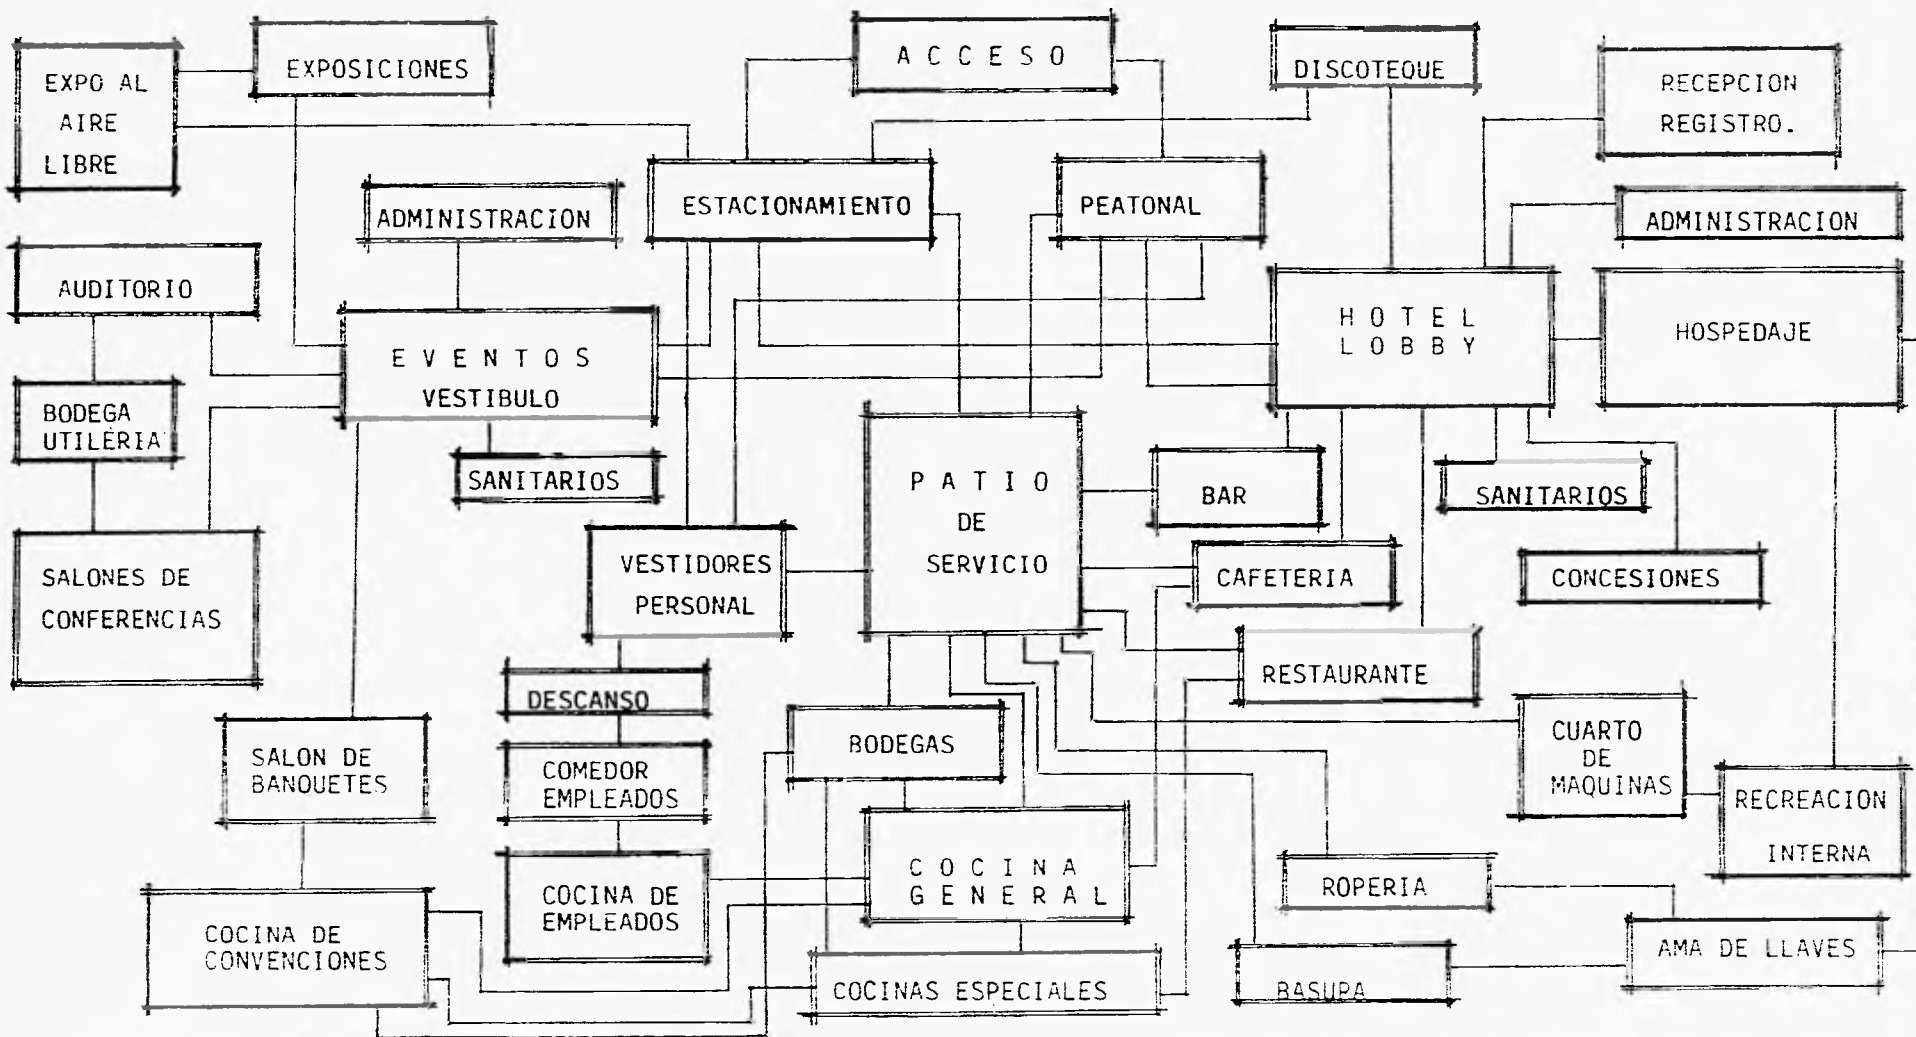 EXPO AL
AIRE
LIBRE
EXPOSICIONES
A C C E S O
DISCOTEQUE
RECEPCION
REGISTRO.
ADMINISTRACION
ESTACIONAMIENTO
PEATONAL
ADMINISTRACION
AUDITORIO
E V E N T O S
VESTIBULO
H O T E L
L O B B Y
HOSPEDAJE
BODEGA
UTILERIA
SANITARIOS
P A T I O
DE
SERVICIO
BAR
SANITARIOS
SALONES DE
CONFERENCIAS
VESTIDORES
PERSONAL
CAFETERIA
CONCESIONES
DESCANSO
RESTAURANTE
SALON DE
BANQUETES
COMEDOR
EMPLEADOS
BODEGAS
CUARTO
DE
MAQUINAS
RECREACION
INTERNA
COCINA DE
CONVENCIONES
COCINA DE
EMPLEADOS
C O C I N A
G E N E R A L
ROPERIA
COCINAS ESPECIALES
BASUPA
AMA DE LLAVES